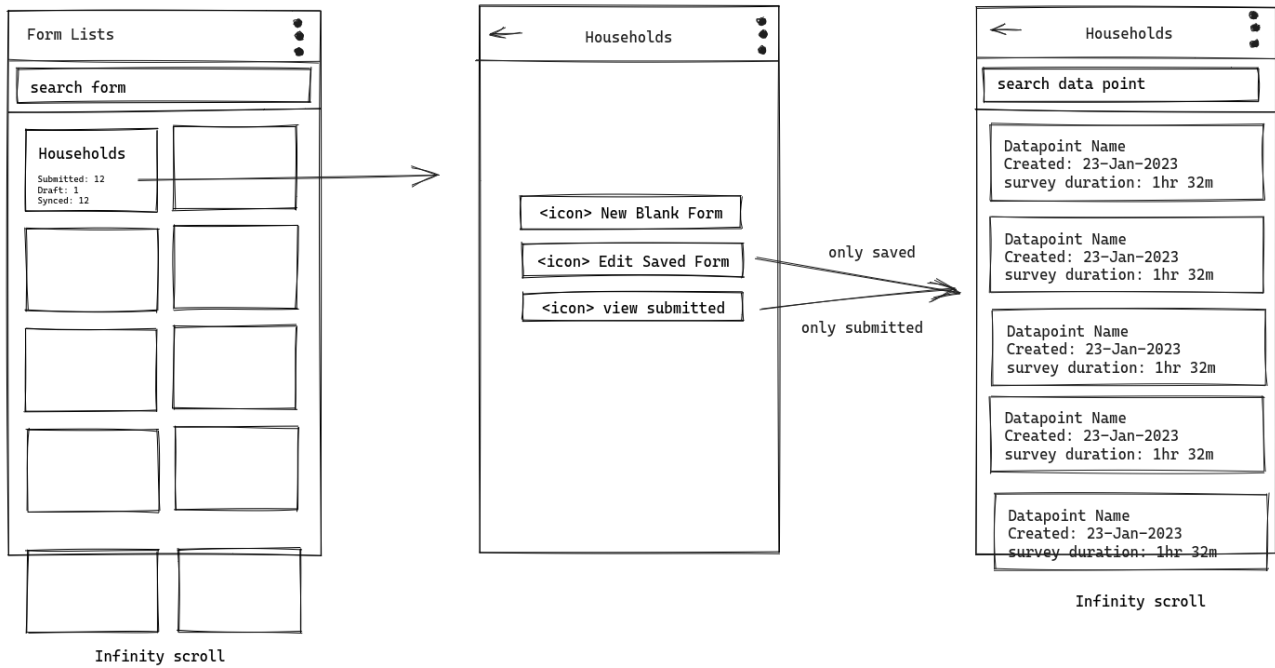 Form Lists
search form
Households
Submitted: 12
Draft: 1
Synced: 12
Infinity scroll
Households
<icon> New Blank Form
<icon> Edit Saved Form
<icon> view submitted
only saved
only submitted
Households
search data point
Datapoint Name
Created: 23-Jan-2023
survey duration: 1hr 32m
Datapoint Name
Created: 23-Jan-2023
survey duration: 1hr 32m
Datapoint Name
Created: 23-Jan-2023
survey duration: 1hr 32m
Datapoint Name
Created: 23-Jan-2023
survey duration: 1hr 32m
Datapoint Name
Created: 23-Jan-2023
survey duration: 1hr 32m
Infinity scroll